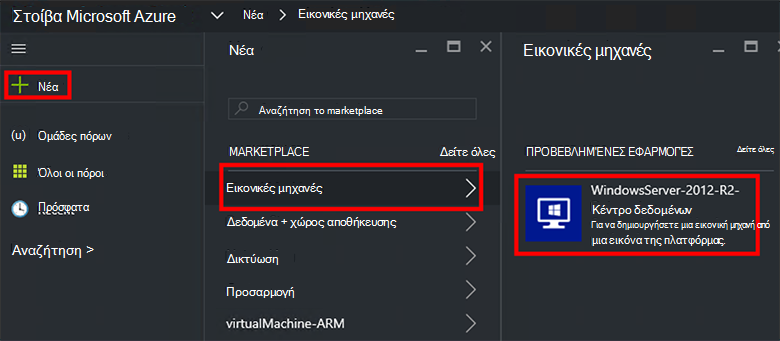 Στοίβα Microsoft Azure
Νέα > Εικονικές μηχανές
Νέα
Ομάδες πόρων
Όλοι οι πόροι
Πρόσφατα
Αναζήτηση >
Νέα
Αναζήτηση το marketplace
MARKETPLACE Δείτε όλες
Εικονικές μηχανές
Δεδομένα + χώρος αποθήκευσης
Δικτύωση
Προσαρμογή
virtualMachine-ARM
Εικονικές μηχανές
ΠΡΟΒΕΒΛΗΜΈΝΕΣ ΕΦΑΡΜΟΓΈΣ Δείτε όλες
WindowsServer-2012-R2-
Κέντρο δεδομένων
Για να δημιουργήσετε μια εικονική μηχανή από
μια εικόνα της πλατφόρμας.